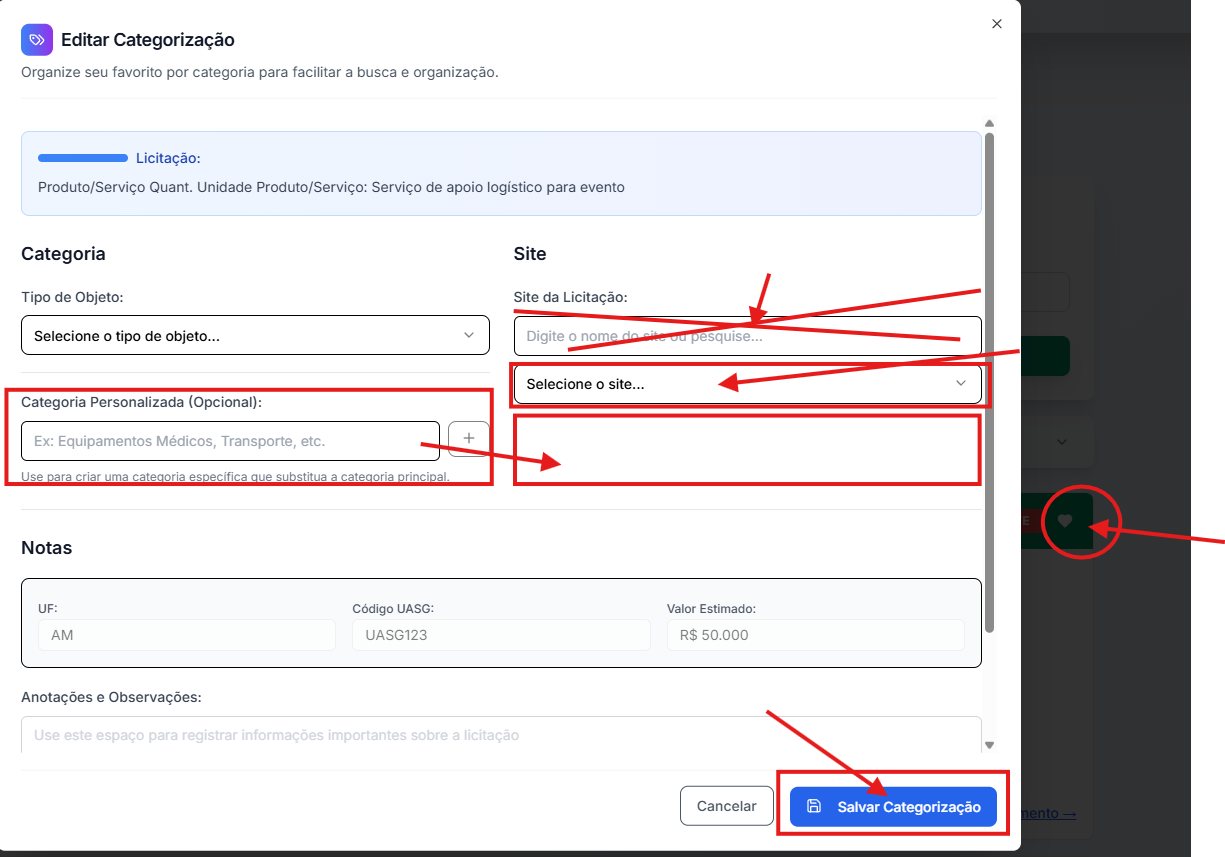 Editar Categorização
Organize seu favorito por categoria para facilitar a busca e organização.
Licitação:
Produto/Serviço Quant. Unidade Produto/Serviço: Serviço de apoio logístico para evento
Categoria
Tipo de Objeto:
Selecione o tipo de objeto...
Categoria Personalizada (Opcional):
Ex: Equipamentos Médicos, Transporte, etc.
Use para criar uma categoria específica que substitua a categoria principal.
Site
Site da Licitação:
Digite o nome do site ou pesquise...
Selecione o site...
E
Notas
UF:
AM
Código UASG:
UASG123
Valor Estimado:
R$ 50.000
Anotações e Observações:
Use este espaço para registrar informações importantes sobre a licitação
Cancelar
Salvar Categorização
mento →